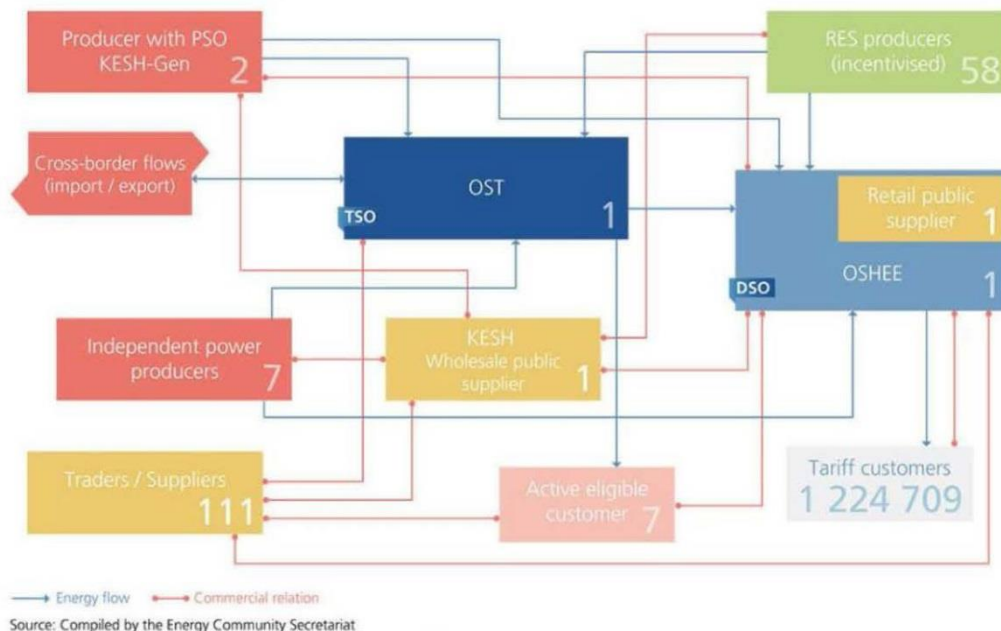 Producer with PSO
KESH-Gen
2
RES producers
(incentivised)
58
Cross-border flows
(import / export)
OST
TSO
1
Retail public
supplier
1
OSHEE
DSO
1
Independent power
producers
7
KESH
Wholesale public
supplier
1
Traders / Suppliers
111
Active eligible
customer
7
Tariff customers
1 224 709
Energy flow
Commercial relation
Source: Compiled by the Energy Community Secretariat